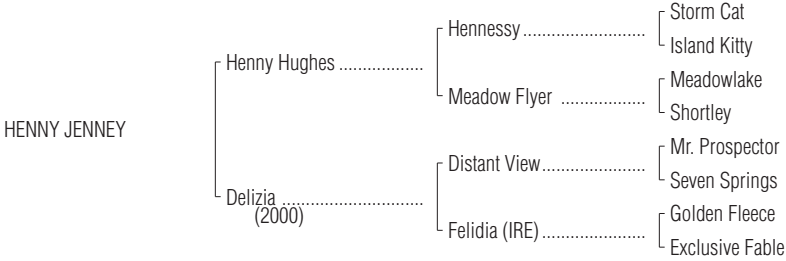 Storm Cat
Hennessy ........................
Island Kitty
Henny Hughes .................
Meadowlake
Meadow Flyer .................
Shortley
HENNY JENNEY
Mr. Prospector
Distant View .....................
Seven Springs
Delizia ............................
(2000)
Golden Fleece
Felidia (IRE) .....................
Exclusive Fable